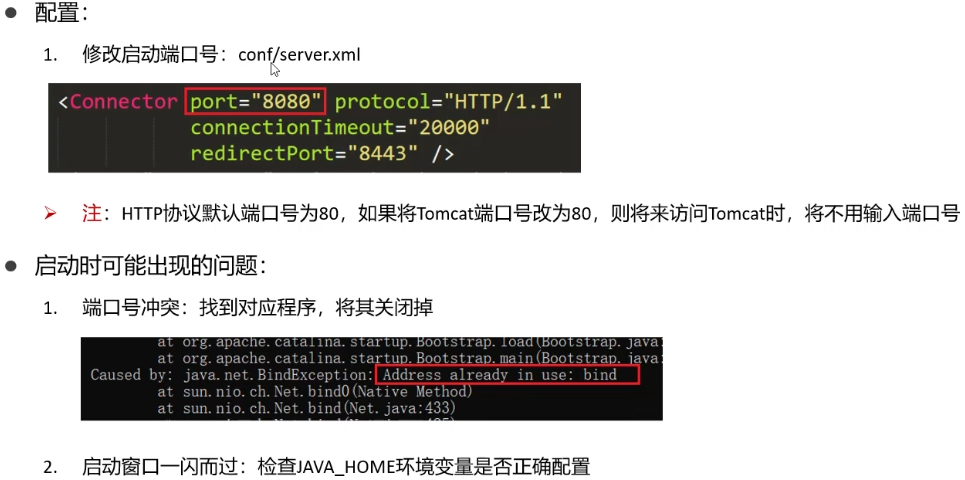 配置：
1. 修改启动端口号：conf/server.xml
<Connector port="8080" protocol="HTTP/1.1"
connectionTimeout="20000"
redirectPort="8443" />
注：HTTP协议默认端口号为80，如果将Tomcat端口号改为80，则将来访问Tomcat时，将不用输入端口号
启动时可能出现的问题：
1. 端口号冲突：找到对应程序，将其关闭掉
at org.apache.catalina.startup.Bootstrap.load(Bootstrap.java:
at org.apache.catalina.startup.Bootstrap.main(Bootstrap.java:
Caused by: java.net.BindException: Address already in use: bind
at sun.nio.ch.Net.bind0(Native Method)
at sun.nio.ch.Net.bind(Net.java:433)
2. 启动窗口一闪而过：检查JAVA_HOME环境变量是否正确配置